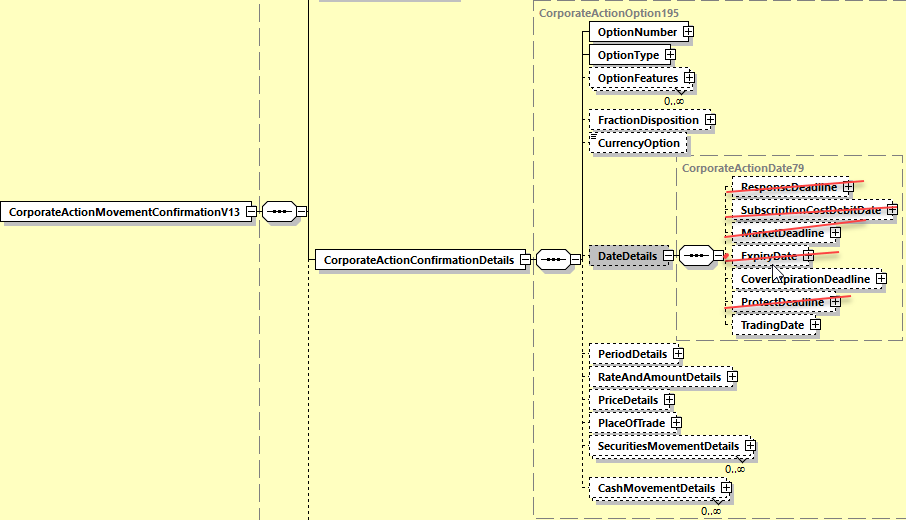 CorporateActionOption195
OptionNumber
OptionType
OptionFeatures
0..∞
FractionDisposition
CurrencyOption
CorporateActionDate79
ResponseDeadline
SubscriptionCostDebitDate
CorporateActionMovementConfirmationV13
MarketDeadline
CorporateActionConfirmationDetails
DateDetails
ExpiryDate
CoverExpirationDeadline
ProtectDeadline
TradingDate
PeriodDetails
RateAndAmountDetails
PriceDetails
PlaceOfTrade
SecuritiesMovementDetails
0..∞
CashMovementDetails
0..∞